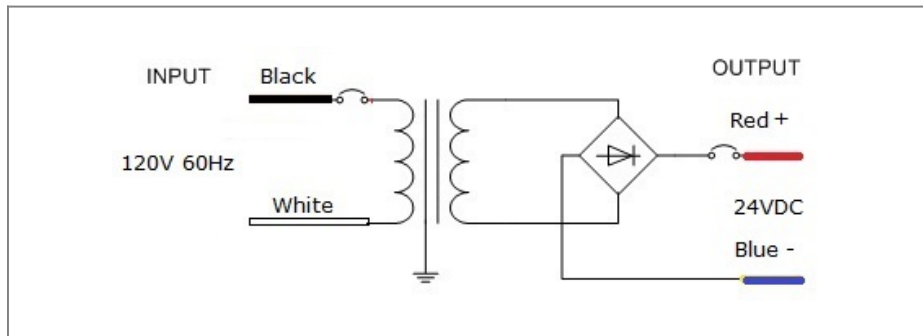 INPUT
Black
OUTPUT
Red +
120V 60Hz
White
24VDC
Blue -